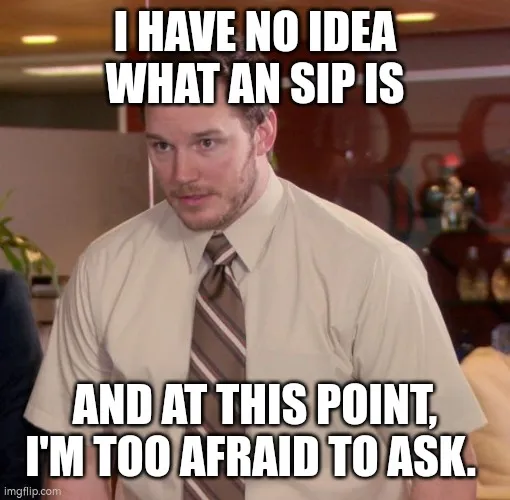 I HAVE NO IDEA
WHAT AN SIP IS
AND AT THIS POINT,
I'M TOO AFRAID TO ASK.
imgflip.com